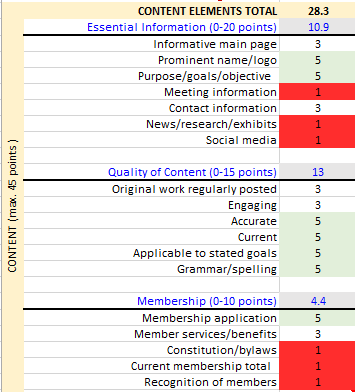 CONTENT ELEMENTS TOTAL 28.3
Essential Information (0-20 points) 10.9
Informative main page 3
Prominent name/logo 5
Purpose/goals/objective 5
Meeting information 1
Contact information 3
News/research/exhibits 1
Social media 1
Quality of Content (0-15 points) 13
Original work regularly posted 3
Engaging 3
Accurate 5
Current 5
Applicable to stated goals 5
Grammar/spelling 5
Membership (0-10 points) 4.4
Membership application 5
Member services/benefits 3
Constitution/bylaws 1
Current membership total 1
Recognition of members 1
CONTENT (max. 45 points)